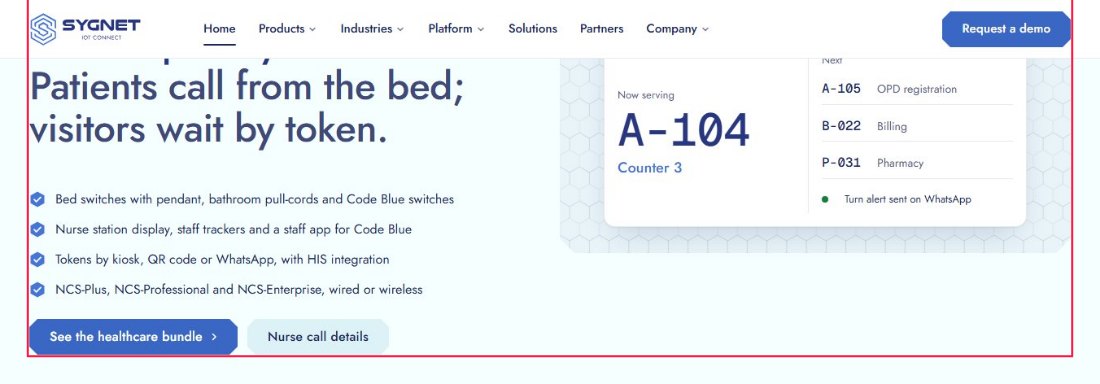 SYGNET
IOT CONNECT
Home
Products
Industries
Platform
Solutions
Partners
Company
Request a demo
Patients call from the bed;
visitors wait by token.
Bed switches with pendant, bathroom pull-cords and Code Blue switches
Nurse station display, staff trackers and a staff app for Code Blue
Tokens by kiosk, QR code or WhatsApp, with HIS integration
NCS-Plus, NCS-Professional and NCS-Enterprise, wired or wireless
See the healthcare bundle
Nurse call details
Now serving
A-104
Counter 3
Next
A-105 OPD registration
B-022 Billing
P-031 Pharmacy
Turn alert sent on WhatsApp